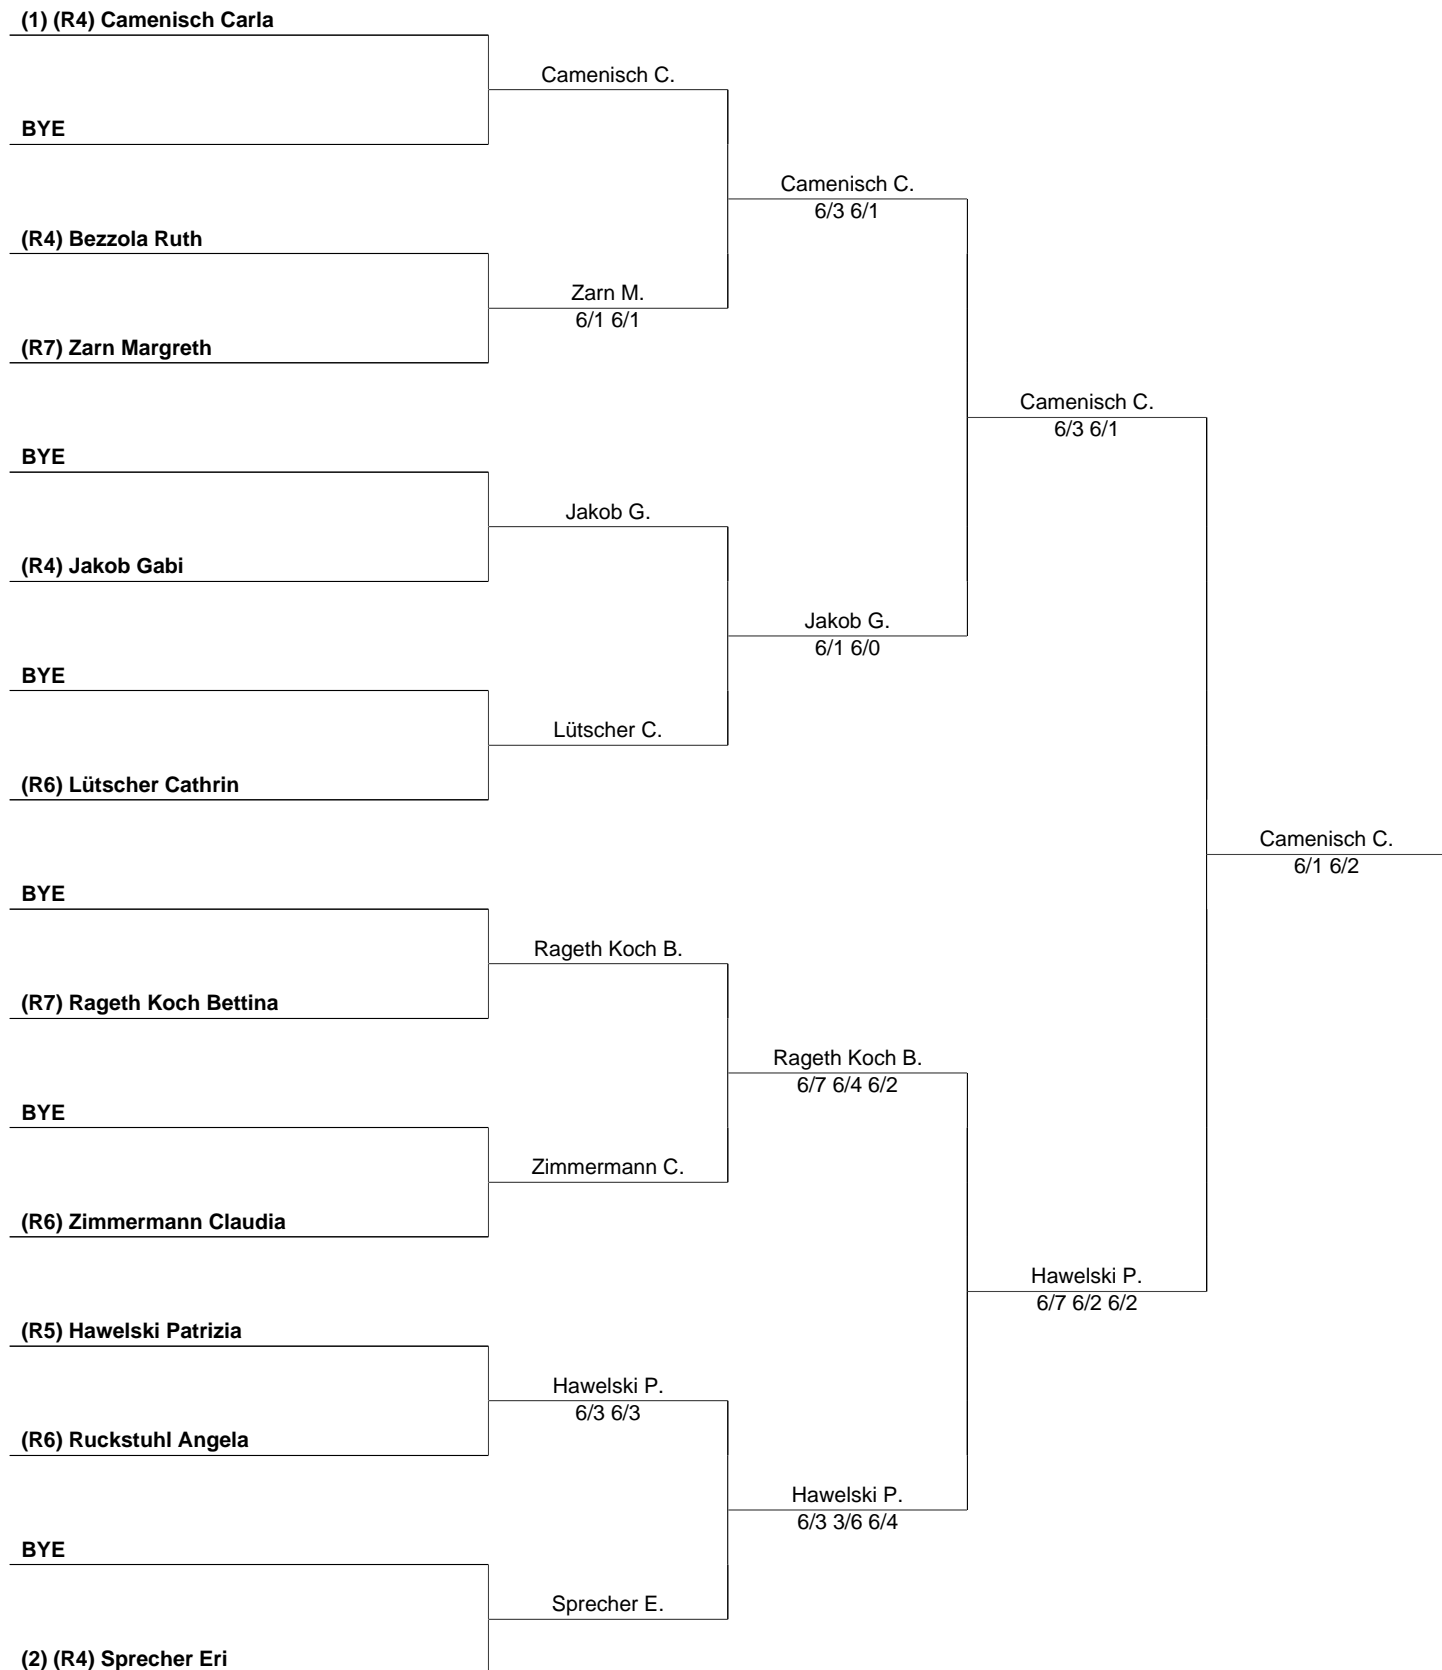 (1) (R4) Camenisch Carla
Camenisch C.
BYE
Camenisch C.
6/3 6/1
(R4) Bezzola Ruth
Zarn M.
6/1 6/1
(R7) Zarn Margreth
Camenisch C.
6/3 6/1
BYE
Jakob G.
(R4) Jakob Gabi
Jakob G.
6/1 6/0
BYE
Lütscher C.
(R6) Lütscher Cathrin
Camenisch C.
6/1 6/2
BYE
Rageth Koch B.
(R7) Rageth Koch Bettina
Rageth Koch B.
6/7 6/4 6/2
BYE
Zimmermann C.
(R6) Zimmermann Claudia
Hawelski P.
6/7 6/2 6/2
(R5) Hawelski Patrizia
Hawelski P.
6/3 6/3
(R6) Ruckstuhl Angela
Hawelski P.
6/3 3/6 6/4
BYE
Sprecher E.
(2) (R4) Sprecher Eri